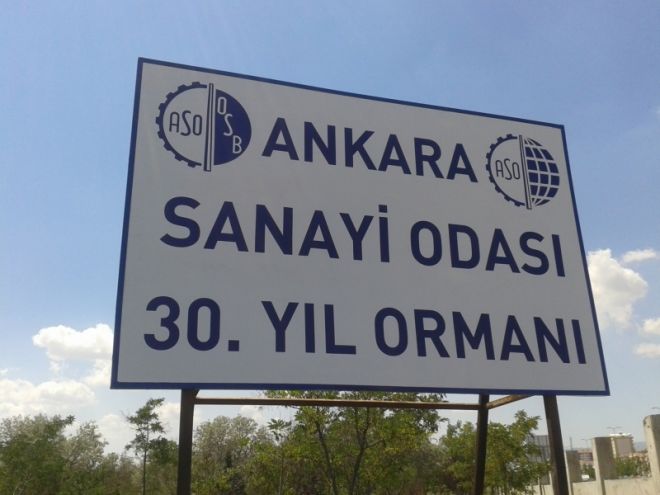 ASO OSB ANKARA ASO
SANAYİ ODASI
30. YIL ORMANI